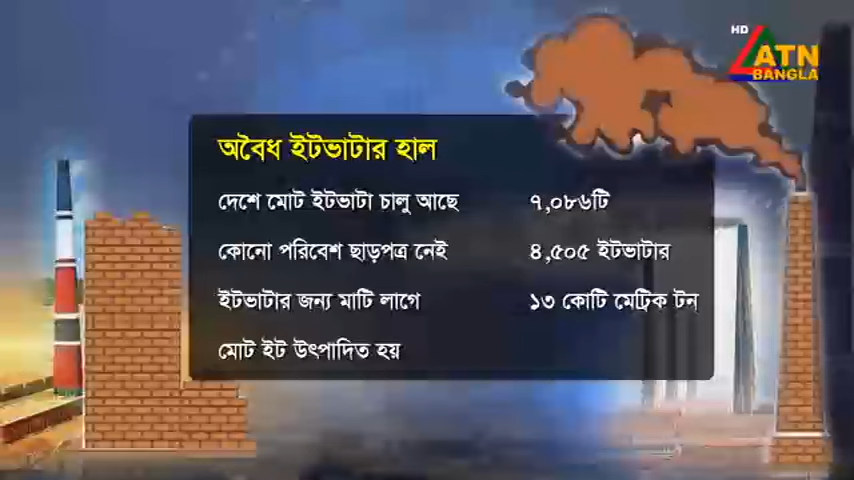 HD
ATN
BANGLA
অবৈধ ইটভাটার হাল
দেশে মোট ইটভাটা চালু আছে ৭,০৮৬টি
কোনো পরিবেশ ছাড়পত্র নেই ৪,৫০৫ ইটভাটার
ইটভাটার জন্য মাটি লাগে ১৩ কোটি মেট্রিক টন্
মোট ইট উৎপাদিত হয়